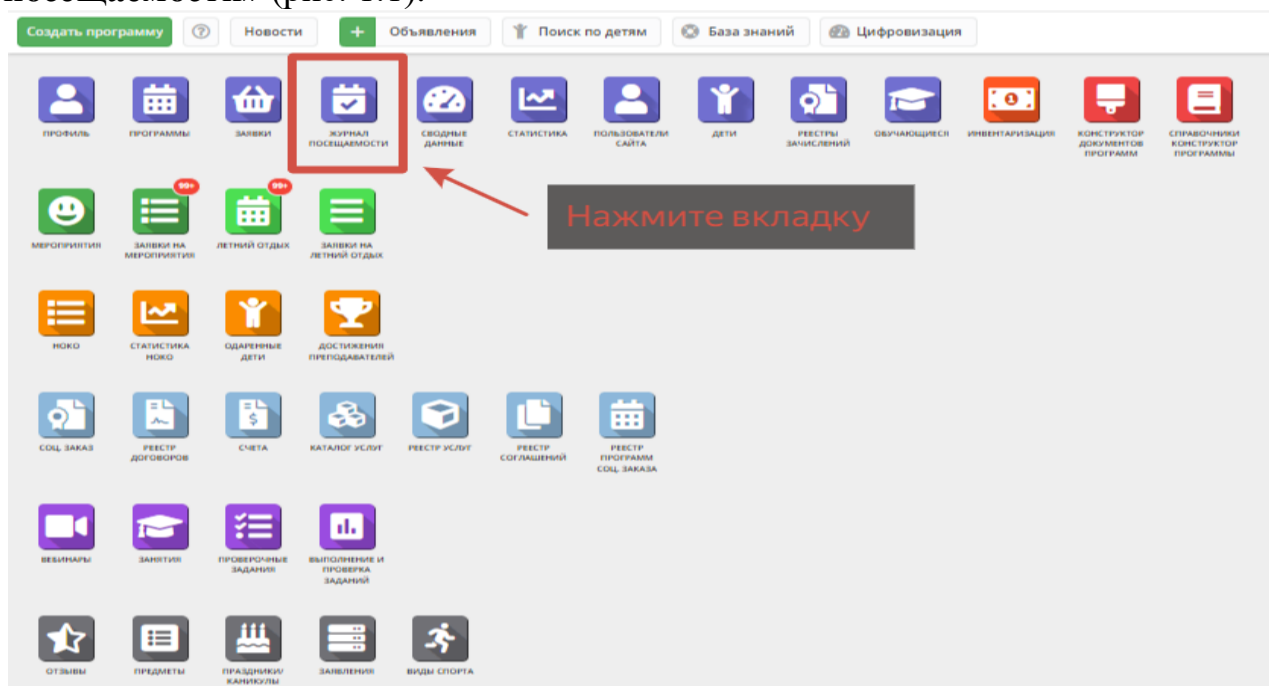 посещаемости» (рис. 1.1).
Создать программу ? Новости + Объявления Поиск по детям База знаний Цифровизация
ПРОФИЛЬ ПРОГРАММЫ ЗАЯВКИ ЖУРНАЛ ПОСЕЩАЕМОСТИ СВОДНЫЕ ДАННЫЕ СТАТИСТИКА ПОЛЬЗОВАТЕЛИ САЙТА ДЕТИ РЕЕСТРЫ ЗАЧИСЛЕНИЙ ОБУЧАЮЩИЕСЯ ИНВЕНТАРИЗАЦИЯ КОНСТРУКТОР ДОКУМЕНТОВ ПРОГРАММ СПРАВОЧНИКИ КОНСТРУКТОР ПРОГРАММЫ
99+ 99+
Нажмите вкладку
МЕРОПРИЯТИЯ ЗАЯВКИ НА МЕРОПРИЯТИЯ ЛЕТНИЙ ОТДЫХ ЗАЯВКИ НА ЛЕТНИЙ ОТДЫХ
НОКО СТАТИСТИКА НОКО ОДАРЕННЫЕ ДЕТИ ДОСТИЖЕНИЯ ПРЕПОДАВАТЕЛЕЙ
СОЦ. ЗАКАЗ РЕЕСТР ДОГОВОРОВ СЧЕТА КАТАЛОГ УСЛУГ РЕЕСТР УСЛУГ РЕЕСТР СОГЛАШЕНИЙ РЕЕСТР ПРОГРАММ СОЦ. ЗАКАЗА
ВЕБИНАРЫ ЗАНЯТИЯ ПРОВЕРОЧНЫЕ ЗАДАНИЯ ВЫПОЛНЕНИЕ И ПРОВЕРКА ЗАДАНИЙ
ОТЗЫВЫ ПРЕДМЕТЫ ПРАЗДНИКИ/ КАНИКУЛЫ ЗАЯВЛЕНИЯ ВИДЫ СПОРТА